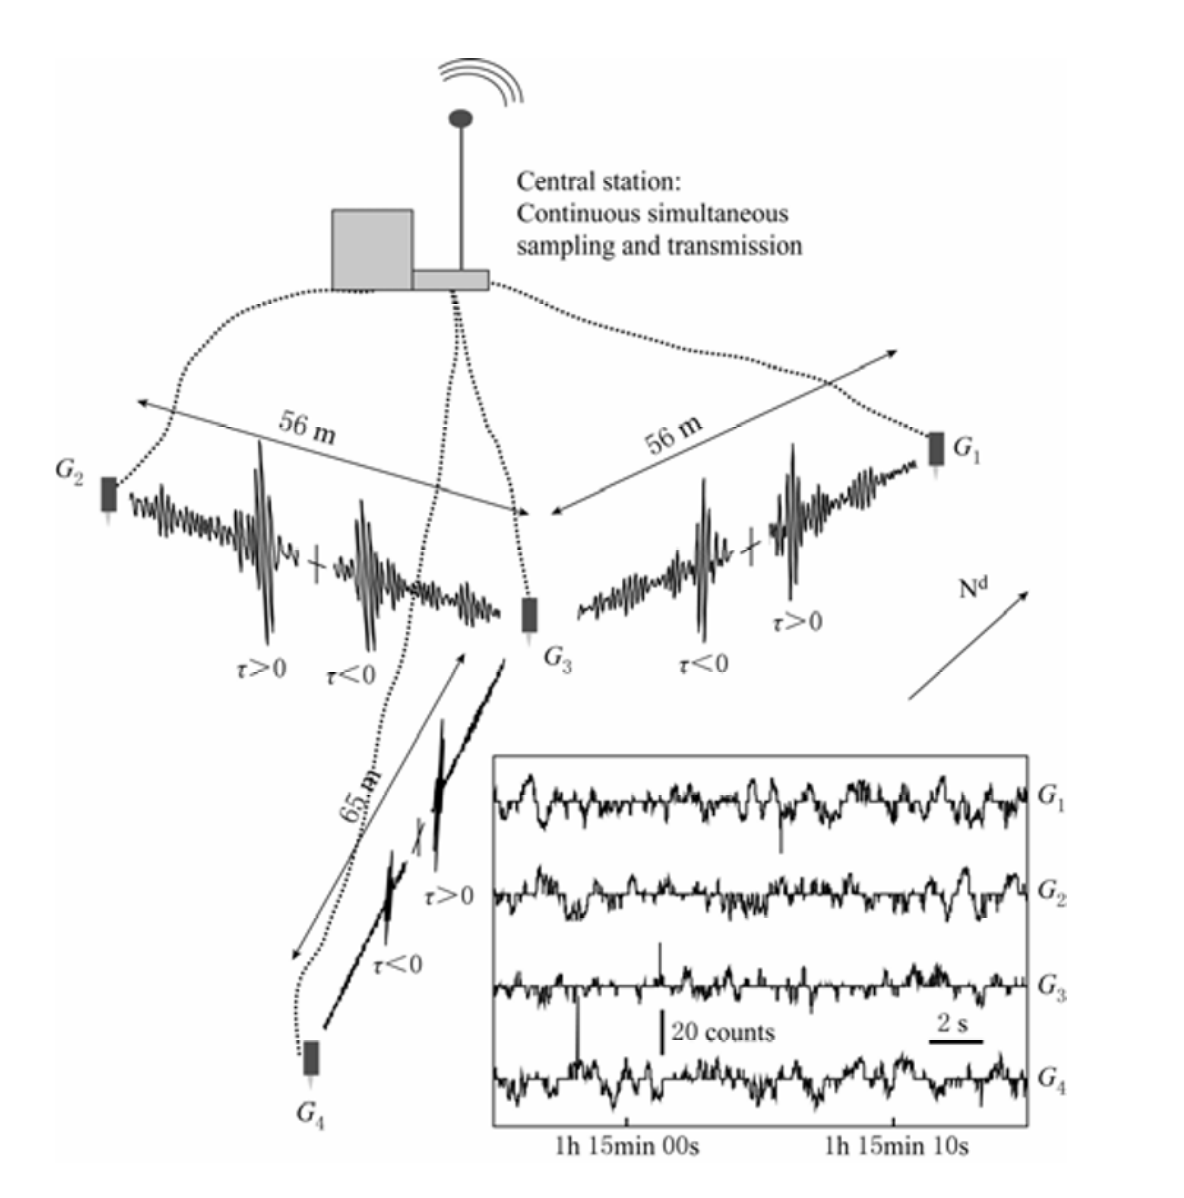 Central station:
Continuous simultaneous
sampling and transmission
56 m
56 m
G₂
G₁
τ>0
τ<0
G₃
τ<0
τ>0
Nᵈ
65 m
τ>0
τ<0
G₄
G₁
G₂
G₃
20 counts
2 s
G₄
1h 15min 00s
1h 15min 10s